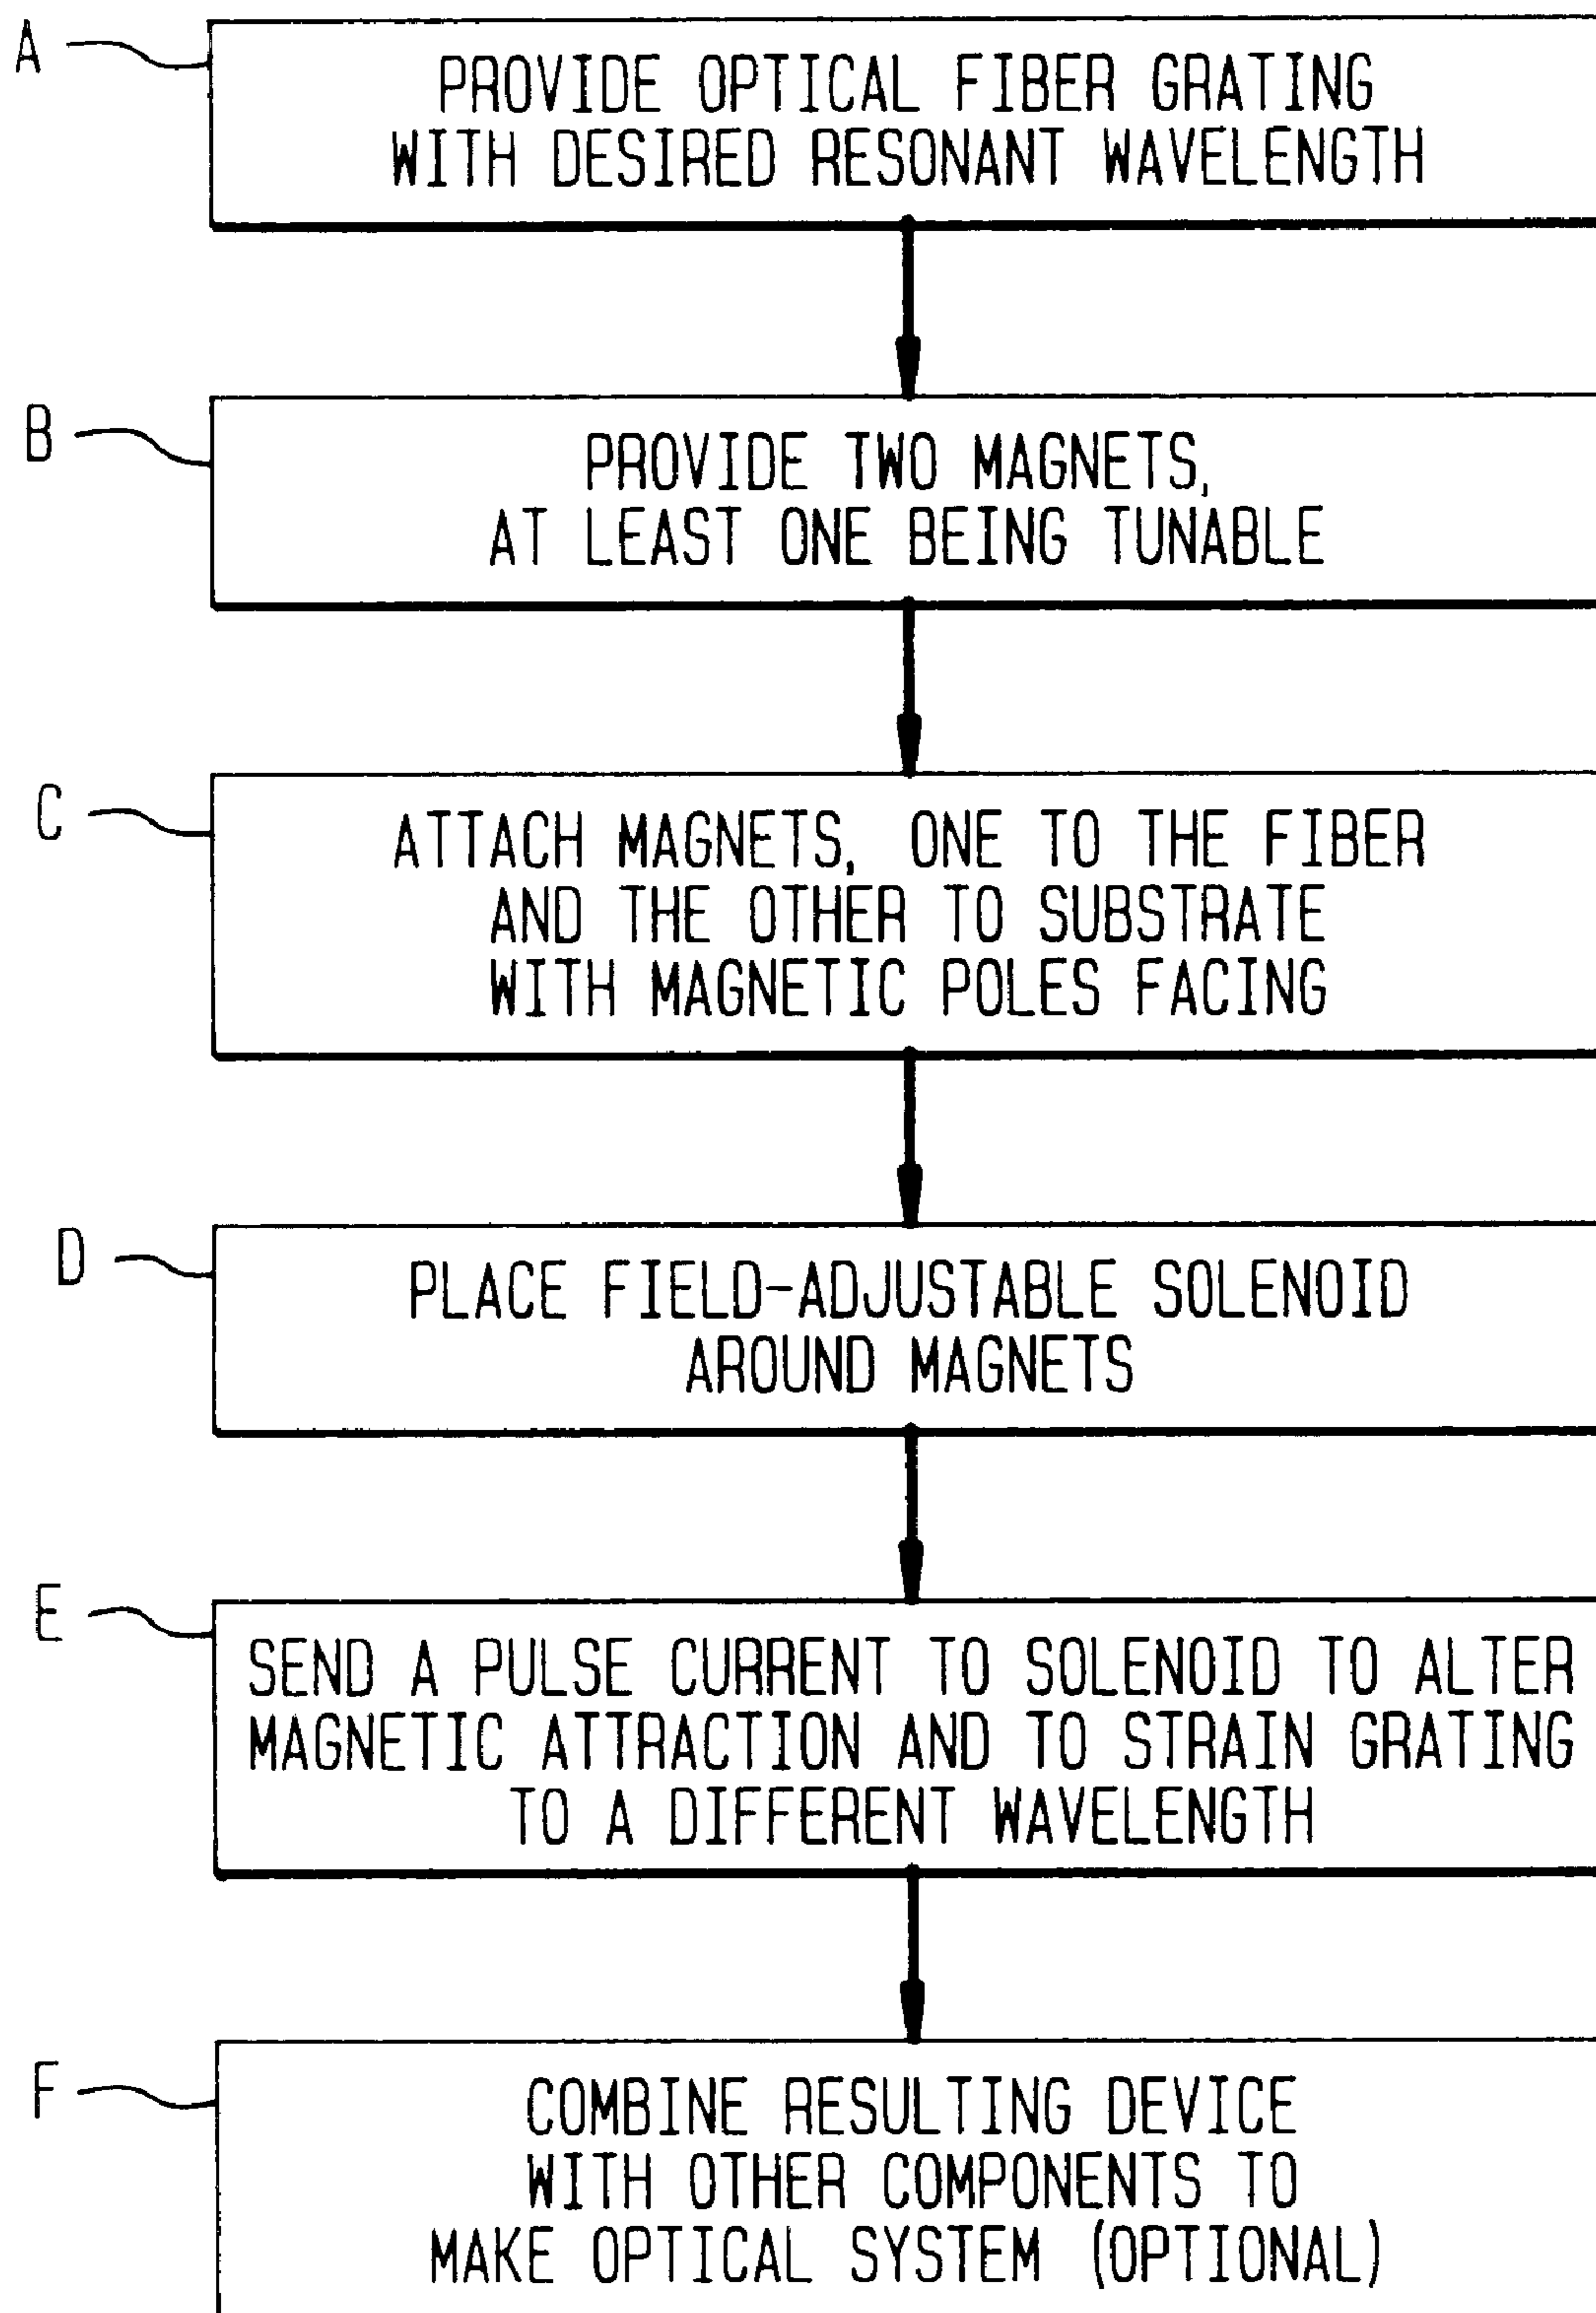 A
PROVIDE OPTICAL FIBER GRATING
WITH DESIRED RESONANT WAVELENGTH
B
PROVIDE TWO MAGNETS,
AT LEAST ONE BEING TUNABLE
C
ATTACH MAGNETS, ONE TO THE FIBER
AND THE OTHER TO SUBSTRATE
WITH MAGNETIC POLES FACING
D
PLACE FIELD-ADJUSTABLE SOLENOID
AROUND MAGNETS
E
SEND A PULSE CURRENT TO SOLENOID TO ALTER
MAGNETIC ATTRACTION AND TO STRAIN GRATING
TO A DIFFERENT WAVELENGTH
F
COMBINE RESULTING DEVICE
WITH OTHER COMPONENTS TO
MAKE OPTICAL SYSTEM (OPTIONAL)